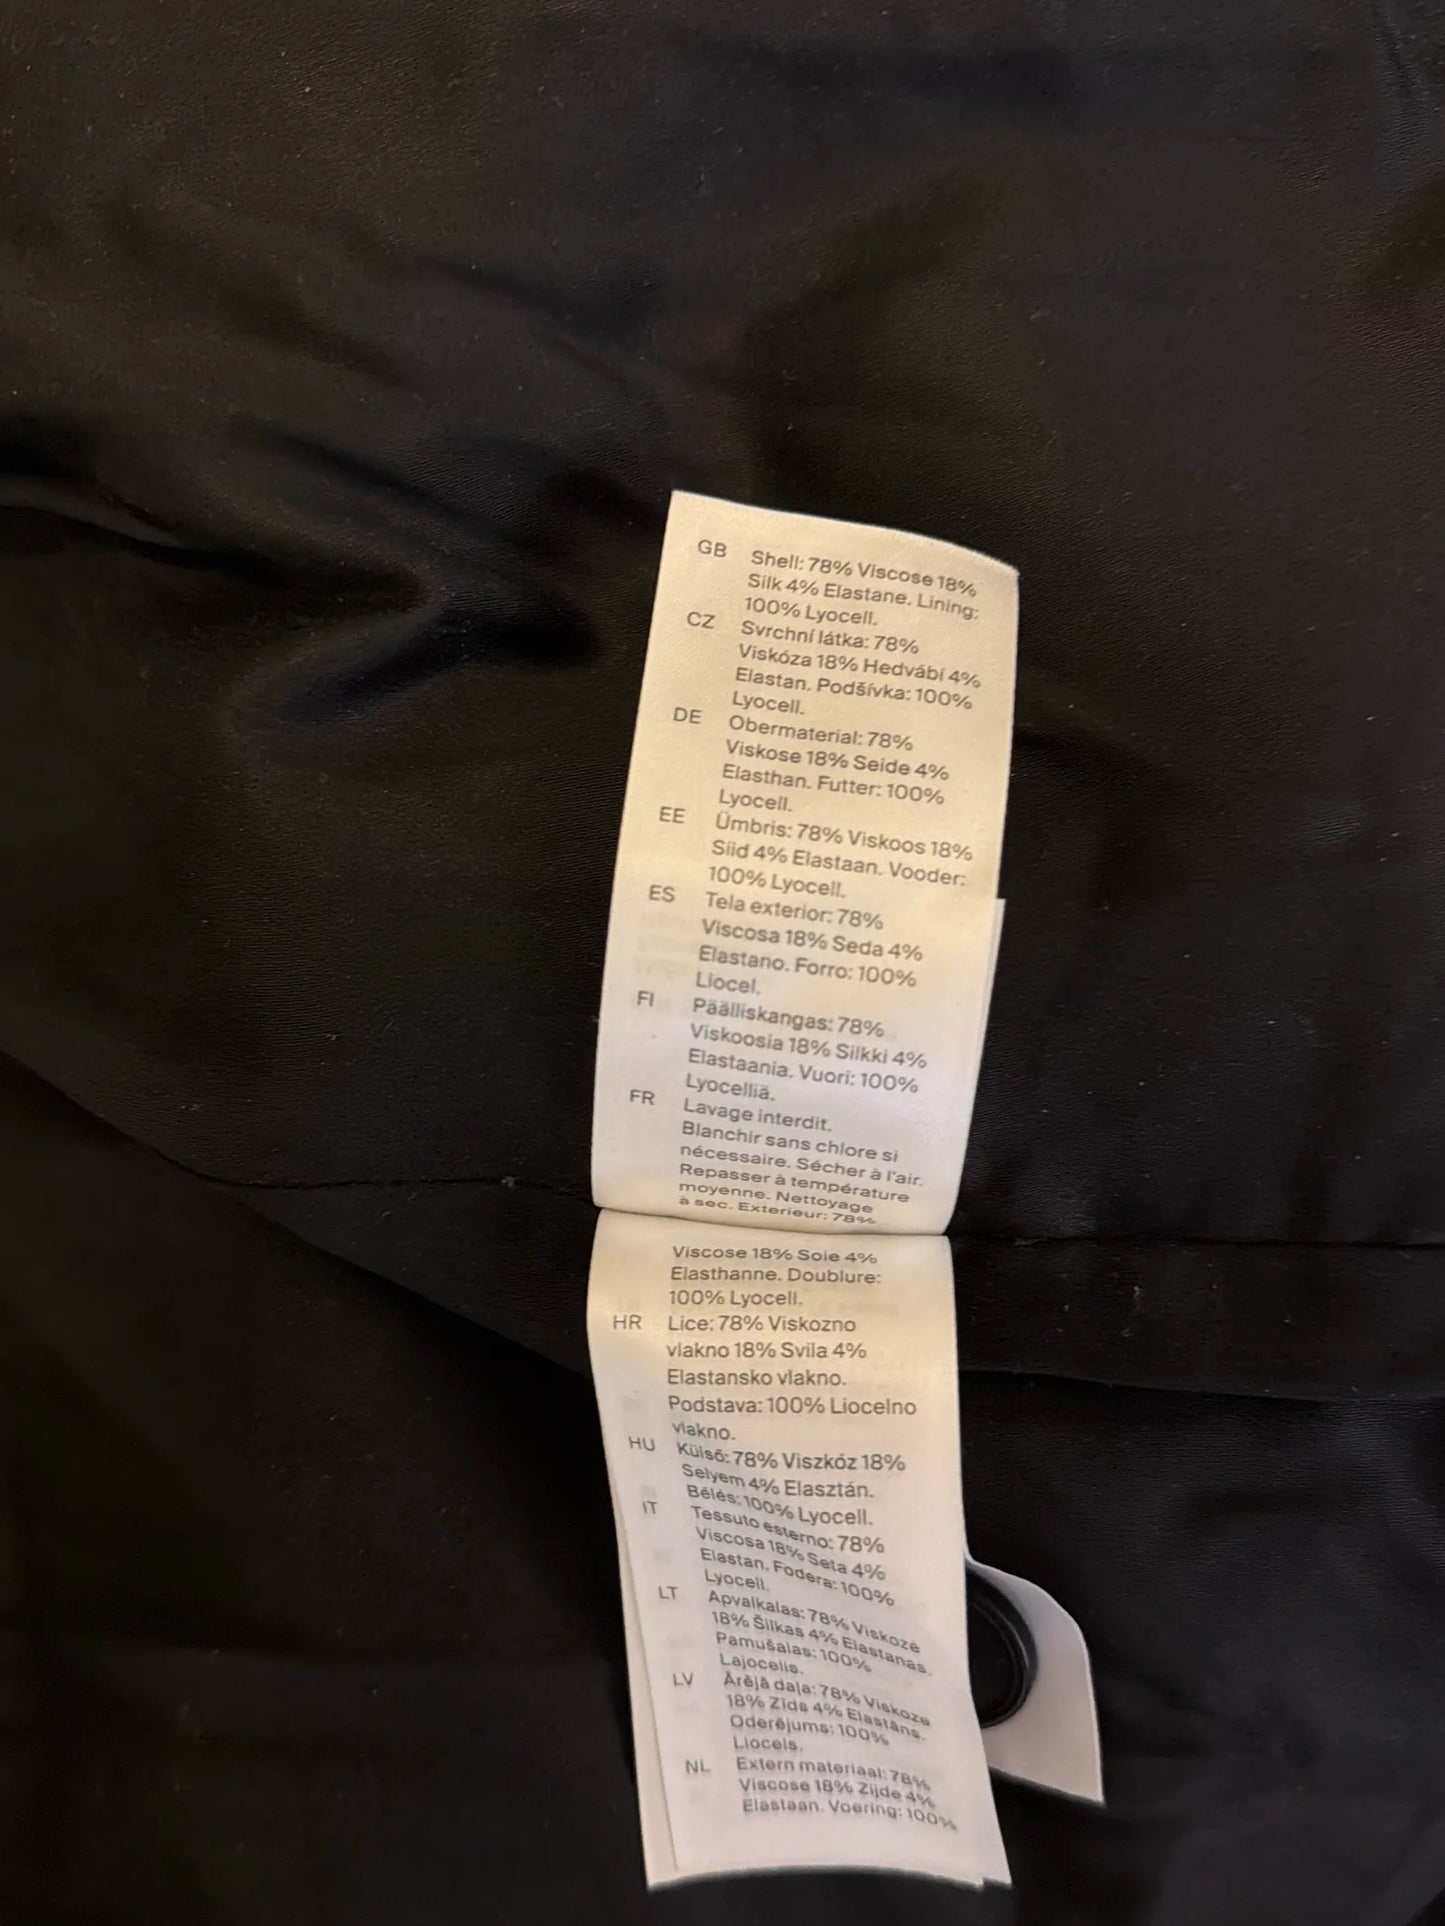 GB Shell: 78% Viscose 18%
Silk 4% Elastane. Lining:
100% Lyocell.
CZ Svrchní látka: 78%
Viskóza 18% Hedvábí 4%
Elastan. Podšívka: 100%
Lyocell.
DE Obermaterial: 78%
Viskose 18% Seide 4%
Elasthan. Futter: 100%
Lyocell.
EE Ümbris: 78% Viskoos 18%
Siid 4% Elastaan. Vooder:
100% Lyocell.
ES Tela exterior: 78%
Viscosa 18% Seda 4%
Elastano. Forro: 100%
Liocel.
FI Päälliskangas: 78%
Viskoosia 18% Silkki 4%
Elastaania. Vuori: 100%
Lyocelliä.
FR Lavage interdit.
Blanchir sans chlore si
nécessaire. Sécher à l'air.
Repasser à température
moyenne. Nettoyage
à sec. Exterieur: 78%
Viscose 18% Soie 4%
Elasthanne. Doublure:
100% Lyocell.
HR Lice: 78% Viskozno
vlakno 18% Svila 4%
Elastansko vlakno.
Podstava: 100% Liocelno
vlakno.
HU Külső: 78% Viszkóz 18%
Selyem 4% Elasztán.
Bélés: 100% Lyocell.
IT Tessuto esterno: 78%
Viscosa 18% Seta 4%
Elastan. Fodera: 100%
Lyocell.
LT Apvalkalas: 78% Viskozė
18% Šilkas 4% Elastanas.
Pamušalas: 100%
Lajocelis.
LV Ārējā daļa: 78% Viskoze
18% Zīds 4% Elastāns.
Oderējums: 100%
Liocels.
NL Extern materiaal: 78%
Viscose 18% Zijde 4%
Elastaan. Voering: 100%